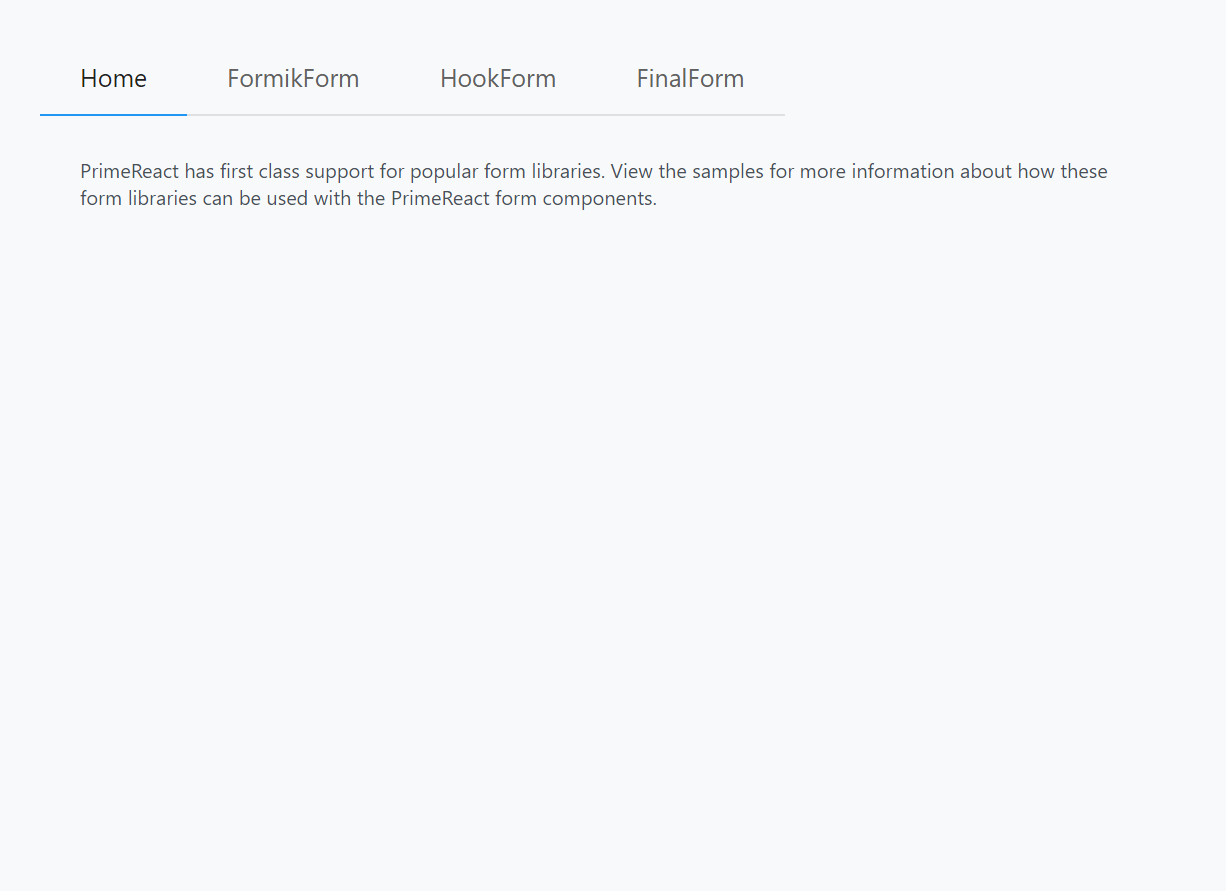 Home FormikForm HookForm FinalForm
PrimeReact has first class support for popular form libraries. View the samples for more information about how these
form libraries can be used with the PrimeReact form components.